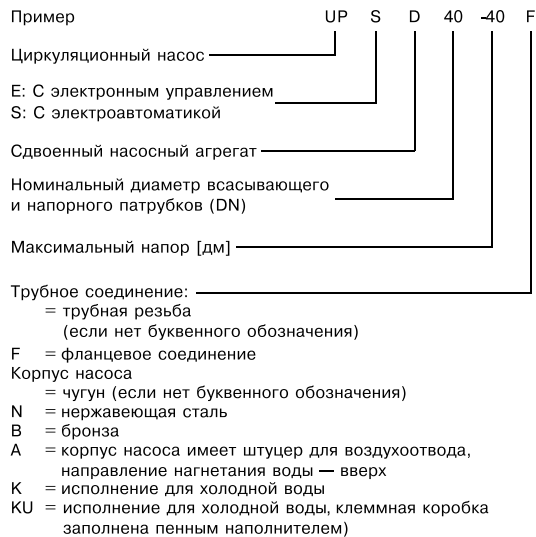 Пример UP S D 40 -40 F
Циркуляционный насос
E: С электронным управлением
S: С электроавтоматикой
Сдвоенный насосный агрегат
Номинальный диаметр всасывающего
и напорного патрубков (DN)
Максимальный напор [дм]
Трубное соединение:
= трубная резьба
(если нет буквенного обозначения)
F = фланцевое соединение
Корпус насоса
= чугун (если нет буквенного обозначения)
N = нержавеющая сталь
B = бронза
A = корпус насоса имеет штуцер для воздухоотвода,
направление нагнетания воды — вверх
K = исполнение для холодной воды
KU = исполнение для холодной воды, клеммная коробка
заполнена пенным наполнителем)